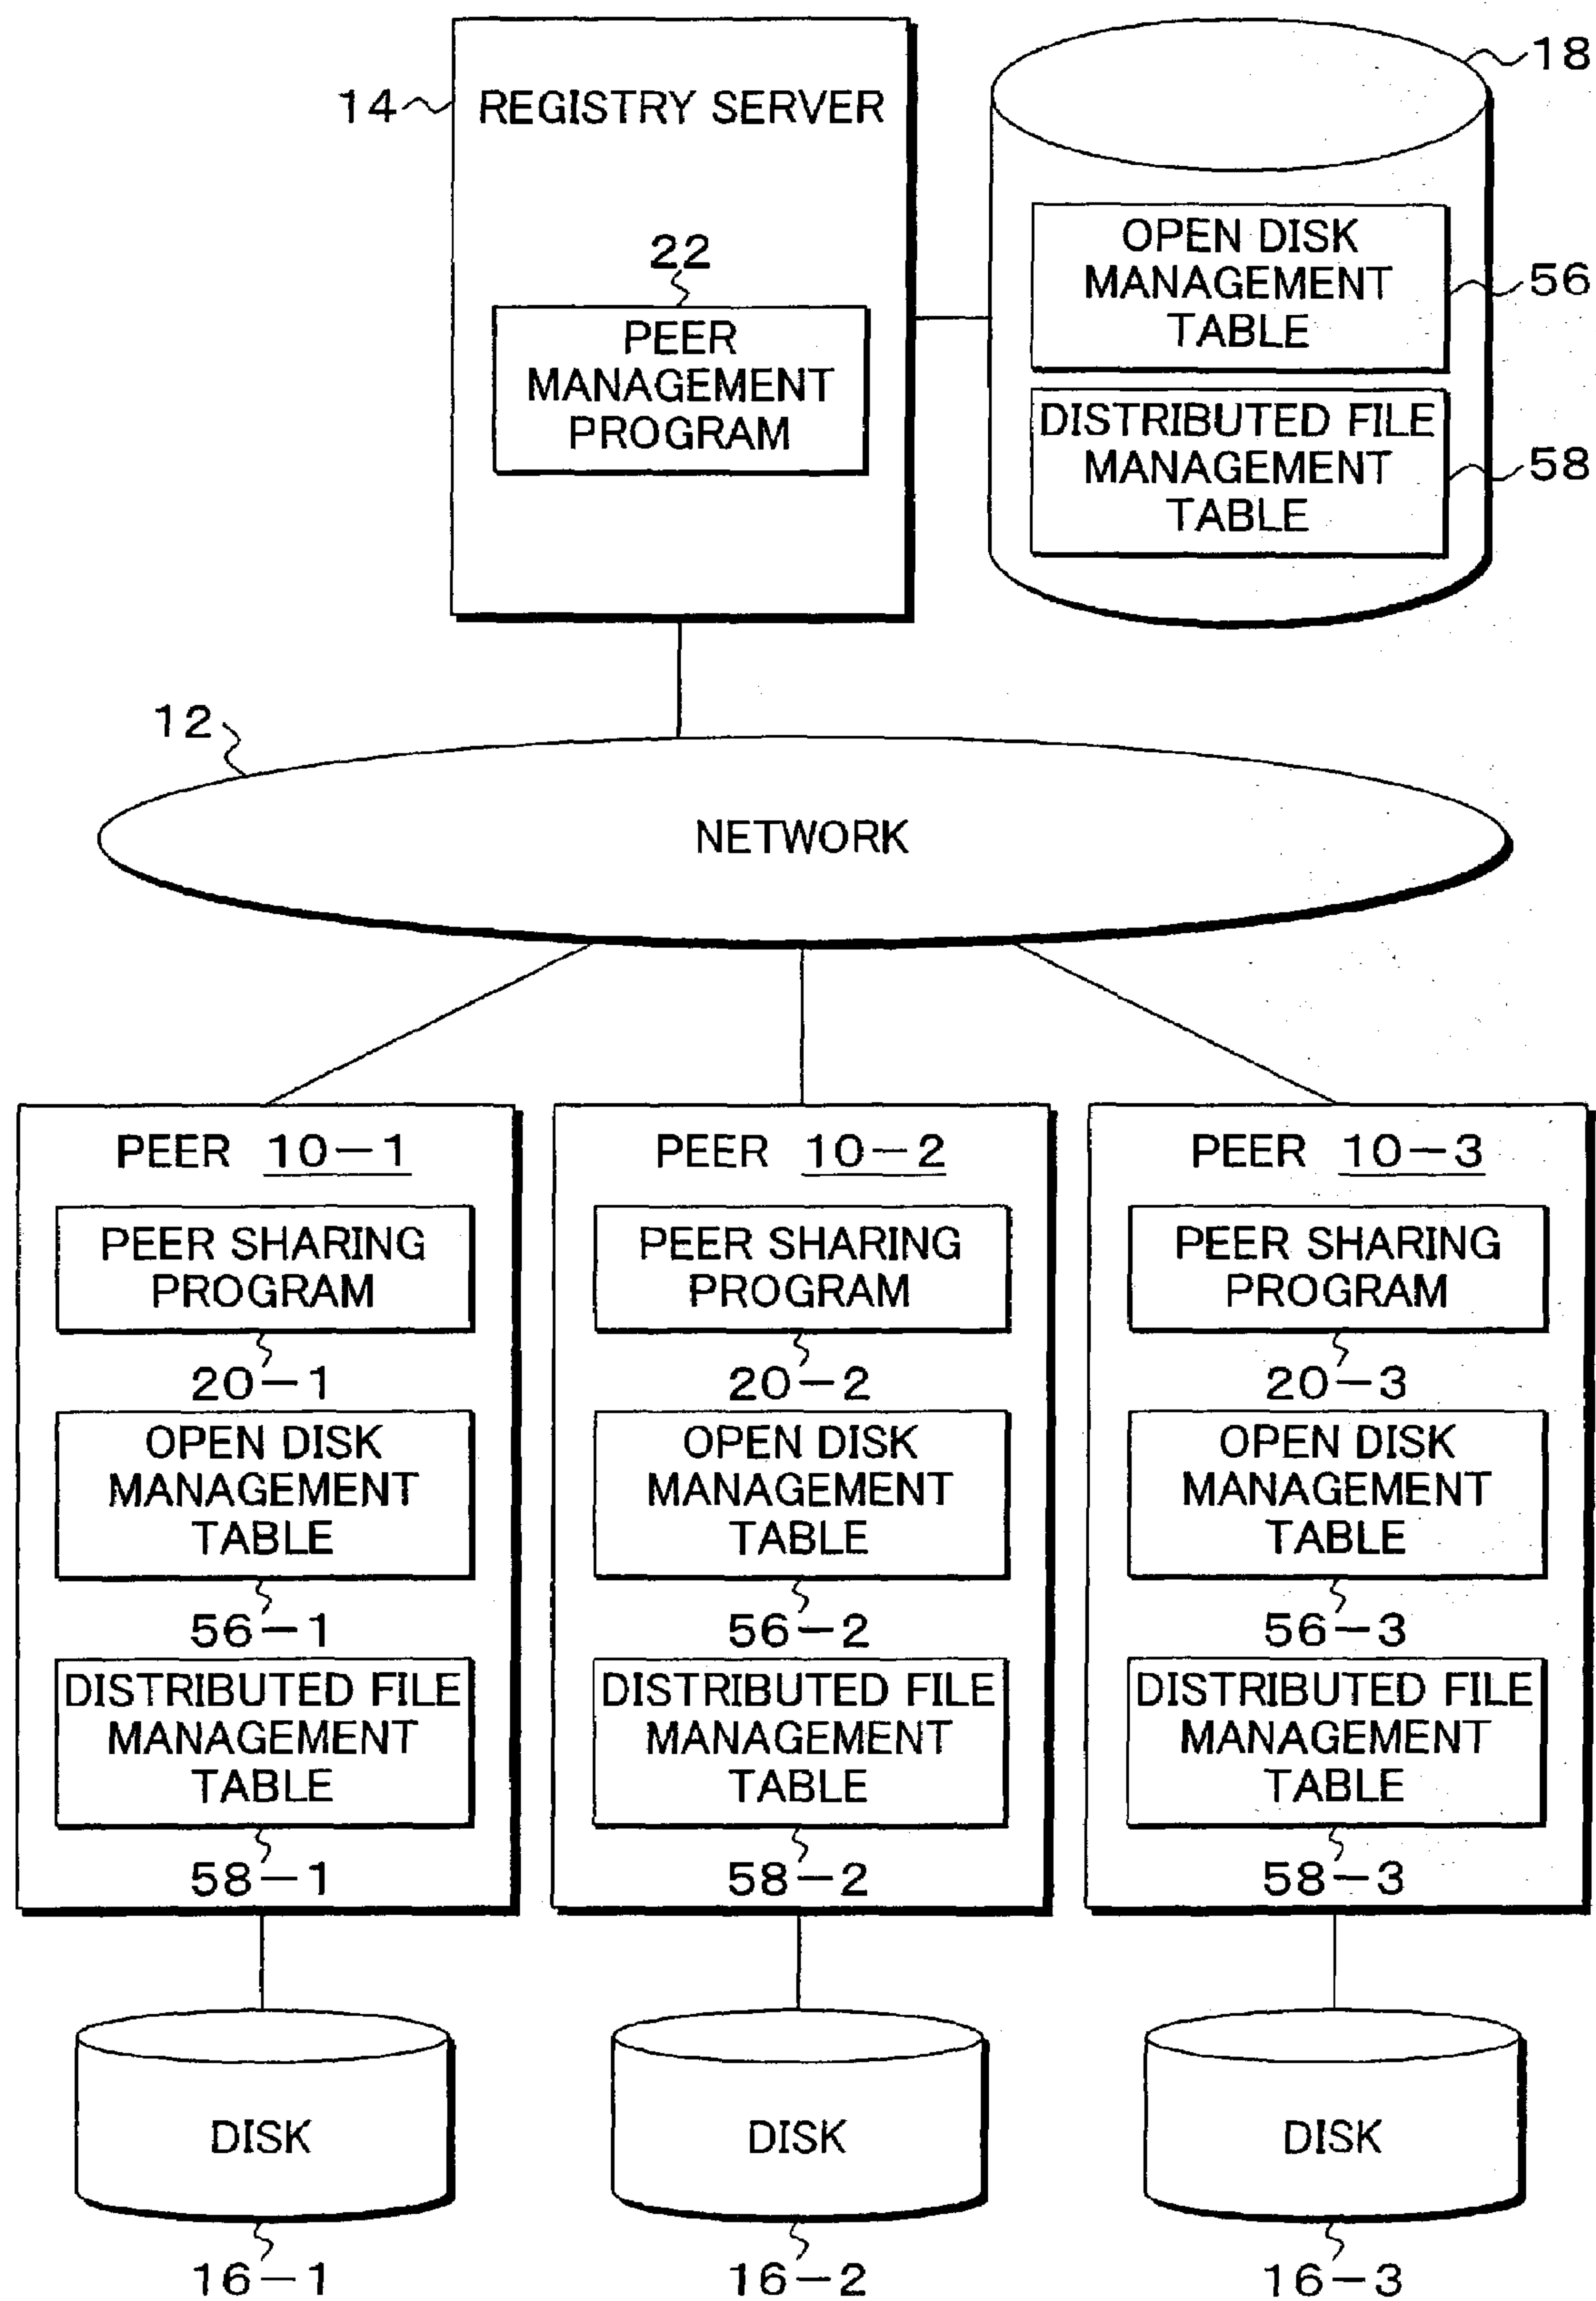 14
REGISTRY SERVER
22
PEER
MANAGEMENT
PROGRAM
18
OPEN DISK
MANAGEMENT
TABLE
56
DISTRIBUTED FILE
MANAGEMENT
TABLE
58
12
NETWORK
PEER 10-1
PEER SHARING
PROGRAM
20-1
OPEN DISK
MANAGEMENT
TABLE
56-1
DISTRIBUTED FILE
MANAGEMENT
TABLE
58-1
DISK
16-1
PEER 10-2
PEER SHARING
PROGRAM
20-2
OPEN DISK
MANAGEMENT
TABLE
56-2
DISTRIBUTED FILE
MANAGEMENT
TABLE
58-2
DISK
16-2
PEER 10-3
PEER SHARING
PROGRAM
20-3
OPEN DISK
MANAGEMENT
TABLE
56-3
DISTRIBUTED FILE
MANAGEMENT
TABLE
58-3
DISK
16-3